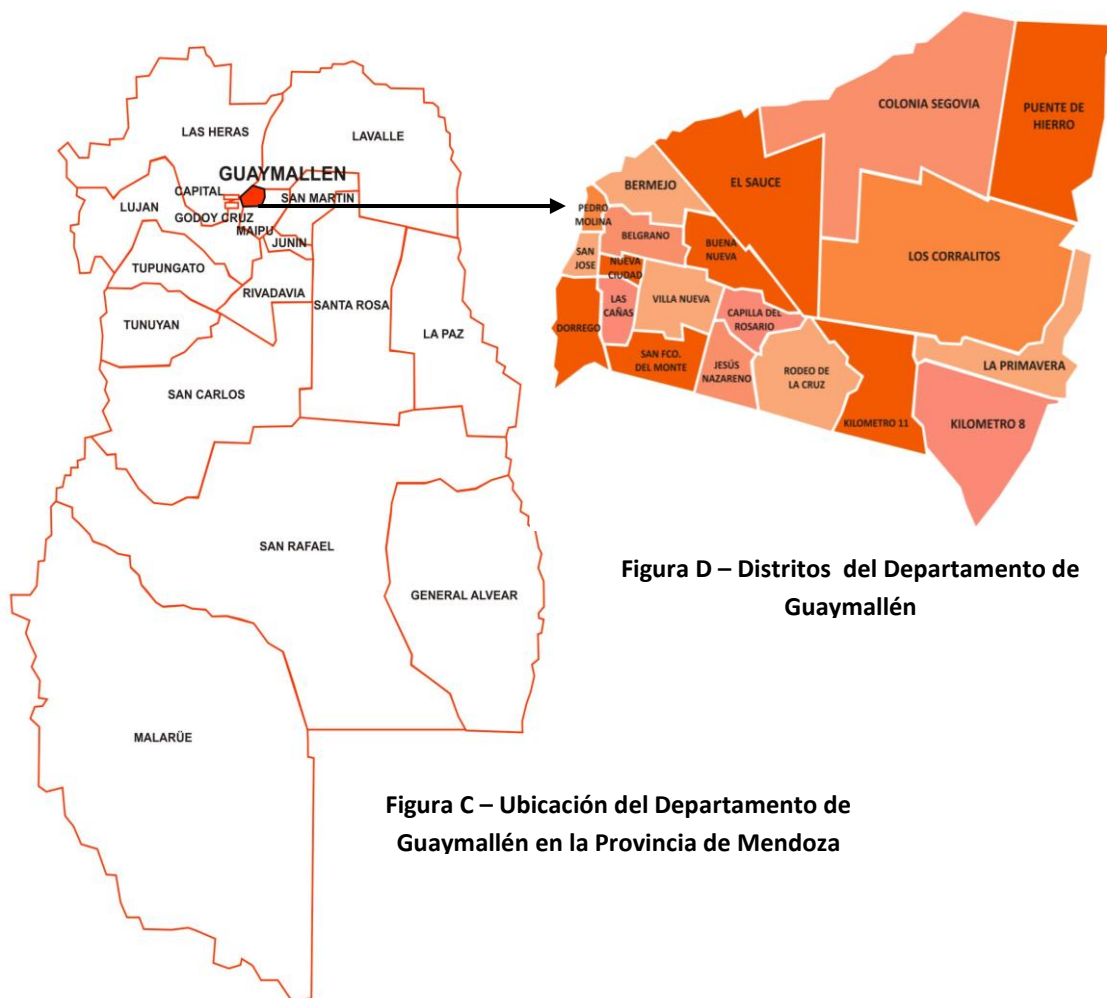 LAS HERAS
LAVALLE
GUAYMALLEN
CAPITAL
SAN MARTIN
LUJAN
GODOY CRUZ
MAIPU
JUNIN
TUPUNGATO
RIVADAVIA
SANTA ROSA
TUNUYAN
LA PAZ
SAN CARLOS
SAN RAFAEL
GENERAL ALVEAR
MALARÜE
COLONIA SEGOVIA
PUENTE DE
HIERRO
EL SAUCE
BERMEJO
PEDRO
MOLINA
BELGRANO
BUENA
NUEVA
SAN
JOSE
NUEVA
CIUDAD
LOS CORRALITOS
LAS
CAÑAS
VILLA NUEVA
CAPILLA DEL
ROSARIO
DORREGO
SAN FCO.
DEL MONTE
JESÚS
NAZARENO
RODEO DE
LA CRUZ
LA PRIMAVERA
KILOMETRO 11
KILOMETRO 8
Figura D – Distritos del Departamento de
Guaymallén
Figura C – Ubicación del Departamento de
Guaymallén en la Provincia de Mendoza